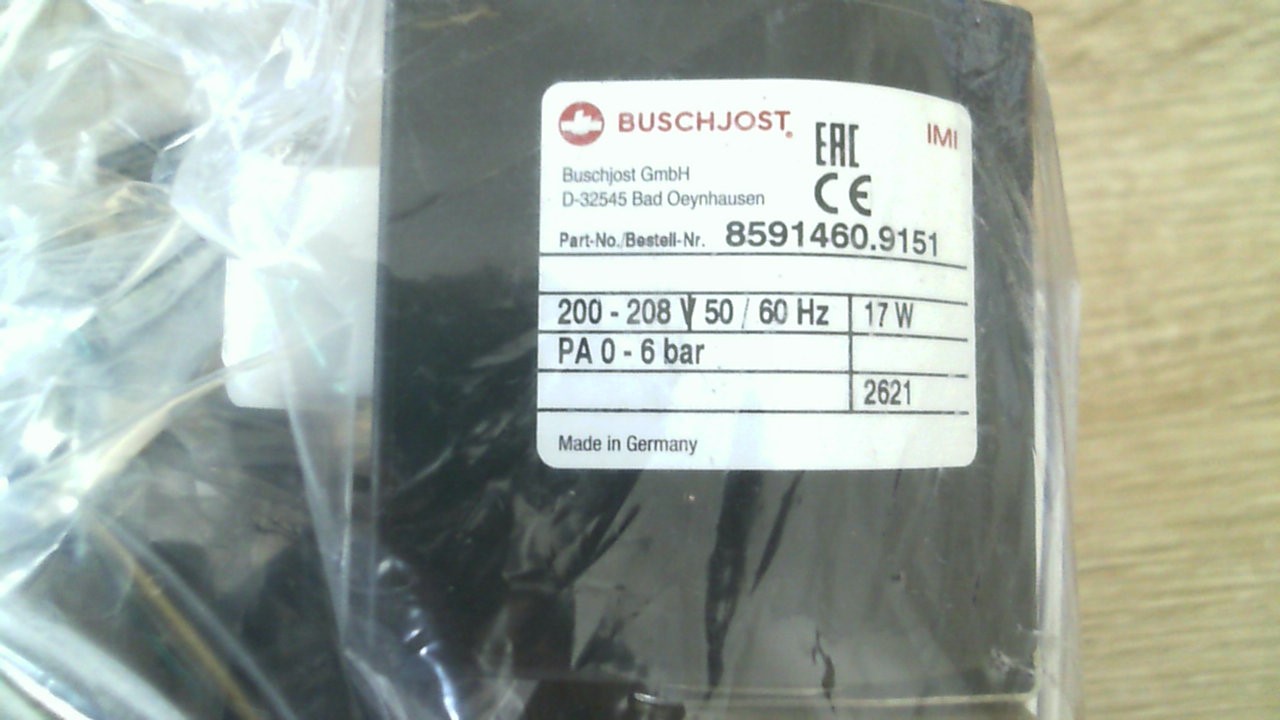 BUSCHJOST
EAC
IMI
Buschjost GmbH
CE
D-32545 Bad Oeynhausen
Part-No./Bestell-Nr. 8591460.9151
200 - 208 V 50 / 60 Hz 17 W
PA 0 - 6 bar
2621
Made in Germany